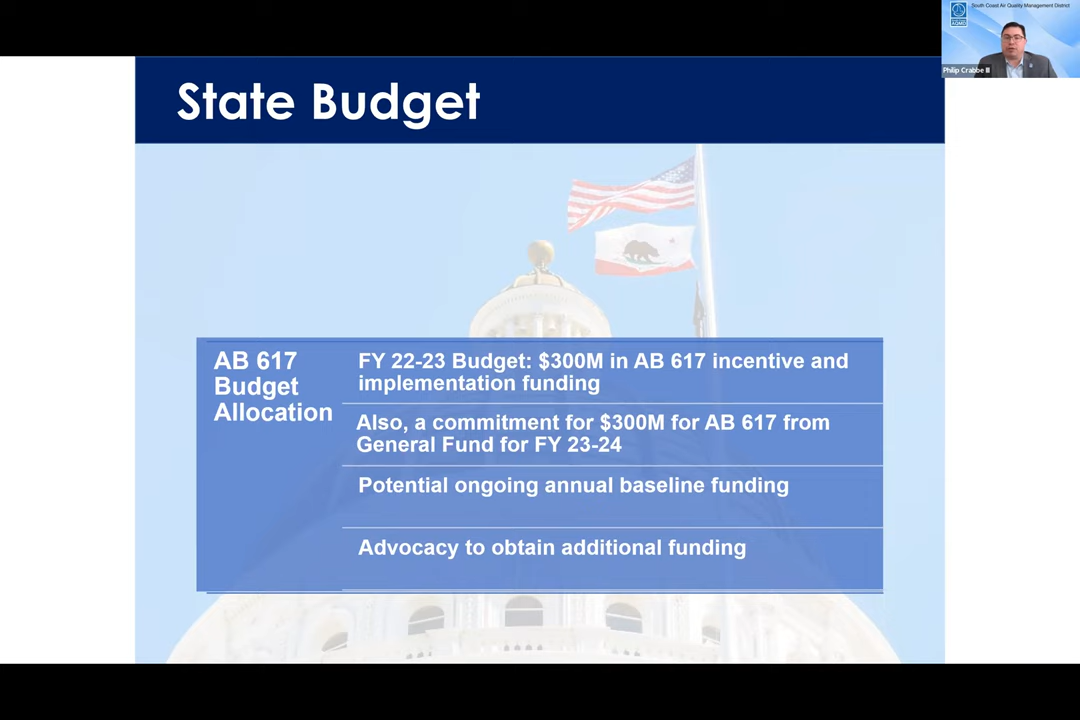 South Coast Air Quality Management District
Philip Crabbe III
State Budget
AB 617
Budget
Allocation
FY 22-23 Budget: $300M in AB 617 incentive and
implementation funding
Also, a commitment for $300M for AB 617 from
General Fund for FY 23-24
Potential ongoing annual baseline funding
Advocacy to obtain additional funding